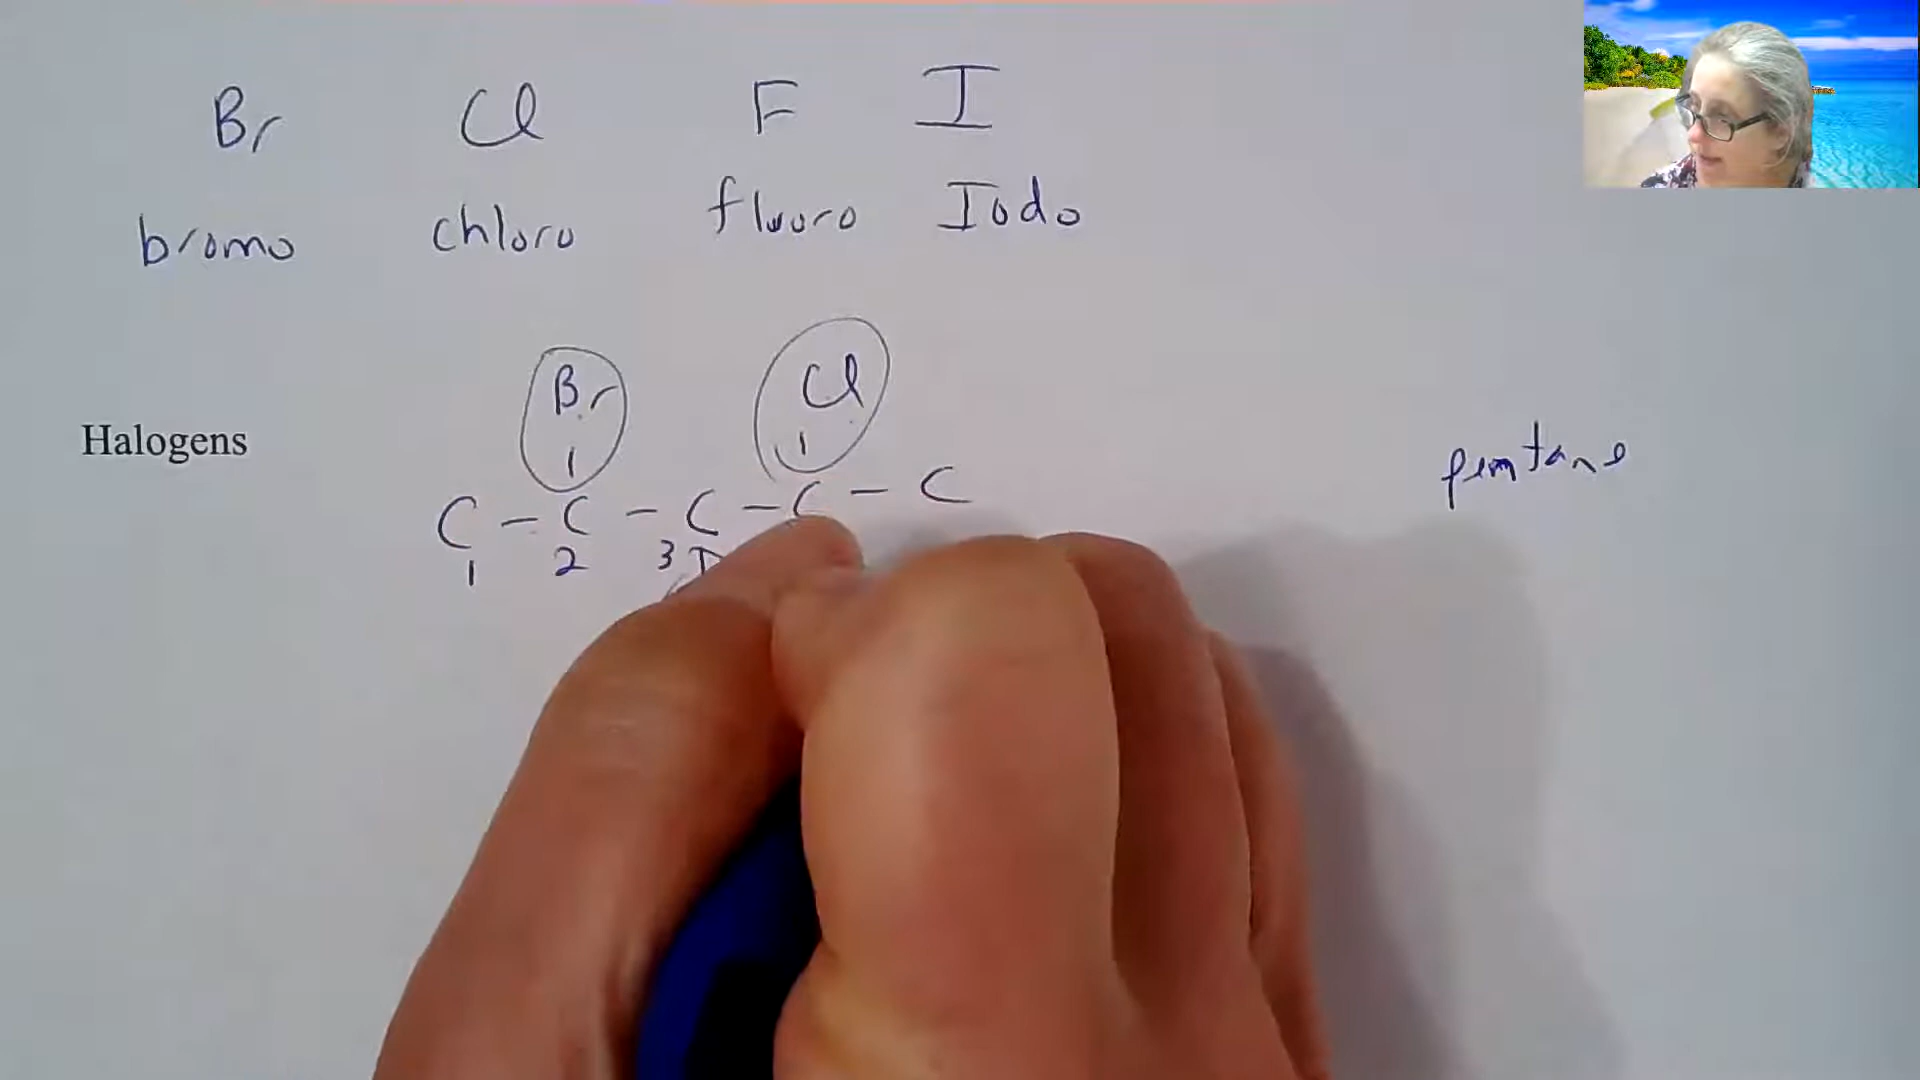 Br Cl F I
bromo chloro fluoro Iodo
Br Cl
Halogens
C - C - C - C - C
1 2 3 I
pentane